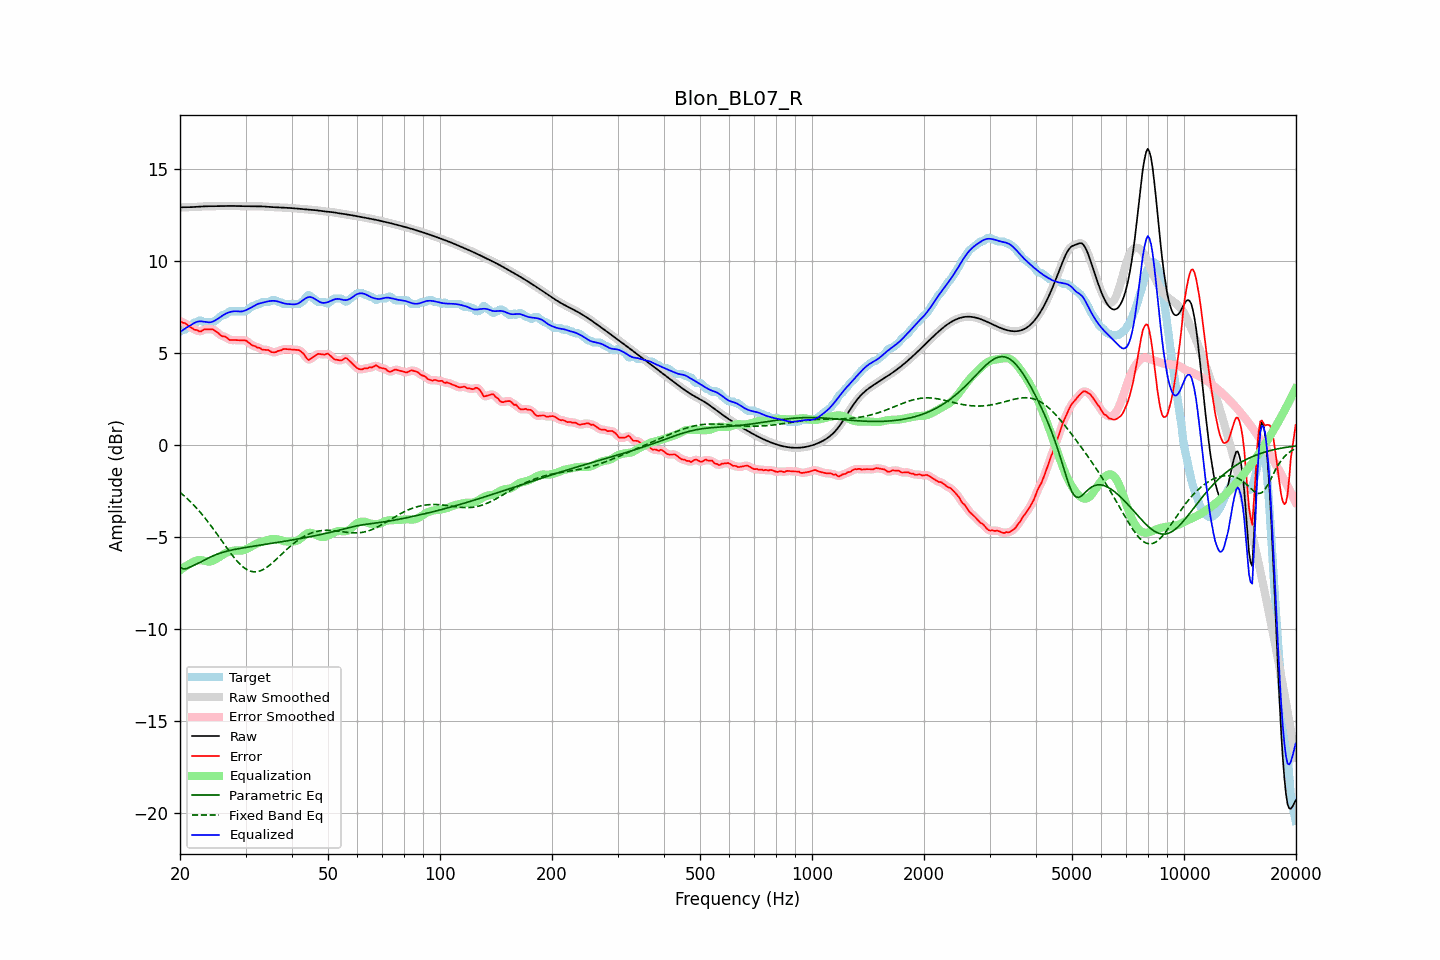 Blon_BL07_R
Amplitude (dBr)
15
10
5
0
−5
−10
−15
−20
Target
Raw Smoothed
Error Smoothed
Raw
Error
Equalization
Parametric Eq
Fixed Band Eq
Equalized
20 50 100 200 500 1000 2000 5000 10000 20000
Frequency (Hz)